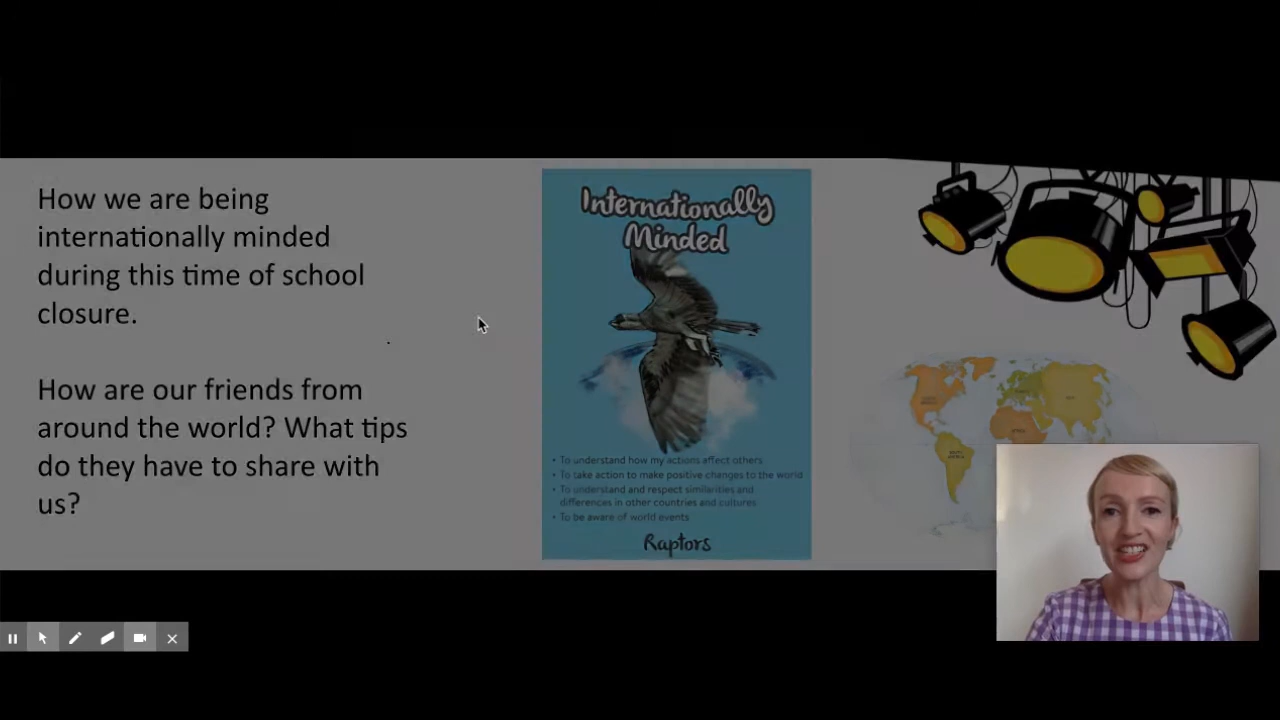 How we are being
internationally minded
during this time of school
closure.
How are our friends from
around the world? What tips
do they have to share with
us?
Internationally
Minded
• To understand how my actions affect others
• To take action to make positive changes to the world
• To understand and respect similarities and
differences in other countries and cultures
• To be aware of world events
Raptors